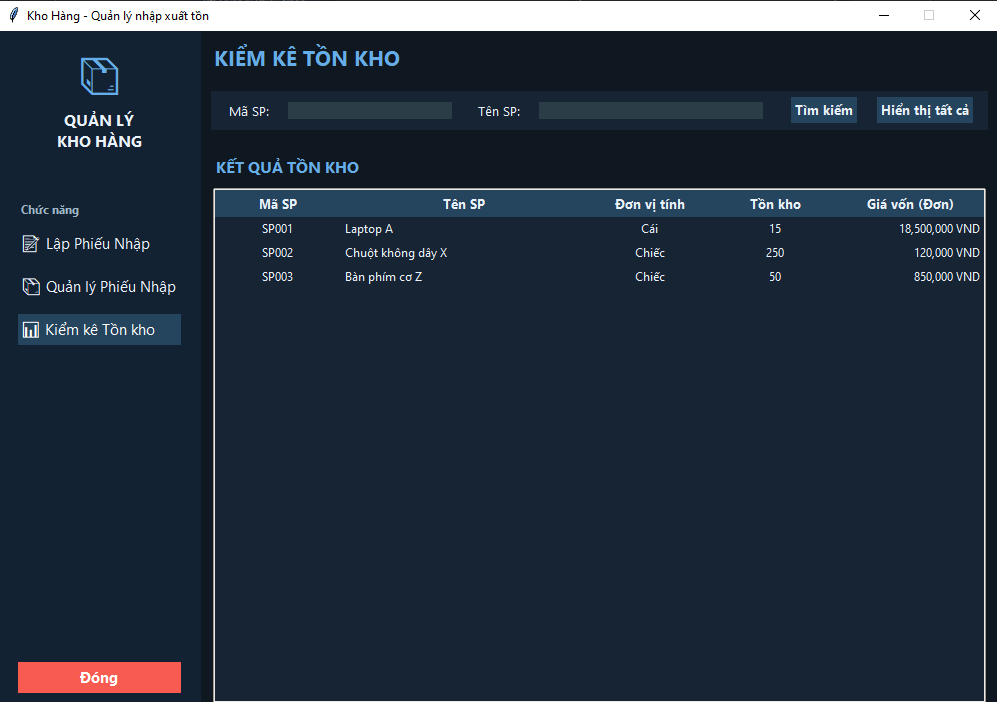 Kho Hàng - Quản lý nhập xuất tồn
QUẢN LÝ
KHO HÀNG
Chức năng
Lập Phiếu Nhập
Quản lý Phiếu Nhập
Kiểm kê Tồn kho
Đóng
KIỂM KÊ TỒN KHO
Mã SP: Tên SP: Tìm kiếm Hiển thị tất cả
KẾT QUẢ TỒN KHO
Mã SP Tên SP Đơn vị tính Tồn kho Giá vốn (Đơn)
SP001 Laptop A Cái 15 18,500,000 VND
SP002 Chuột không dây X Chiếc 250 120,000 VND
SP003 Bàn phím cơ Z Chiếc 50 850,000 VND